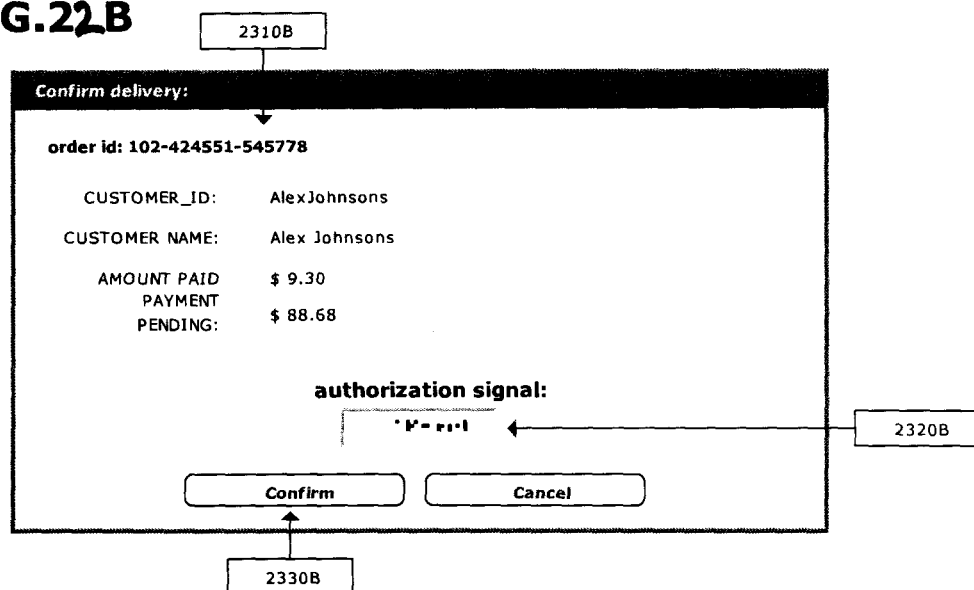 G.22B
2310B
Confirm delivery:
order id: 102-424551-545778
CUSTOMER_ID: AlexJohnsons
CUSTOMER NAME: Alex Johnsons
AMOUNT PAID $ 9.30
PAYMENT
PENDING: $ 88.68
authorization signal:
2320B
Confirm Cancel
2330B